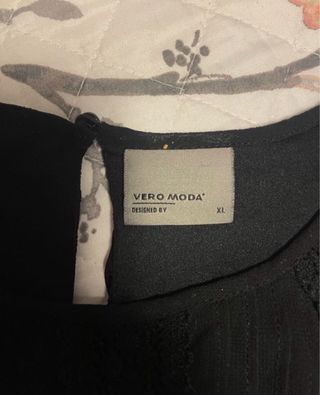 VERO MODA®
DESIGNED BY XL